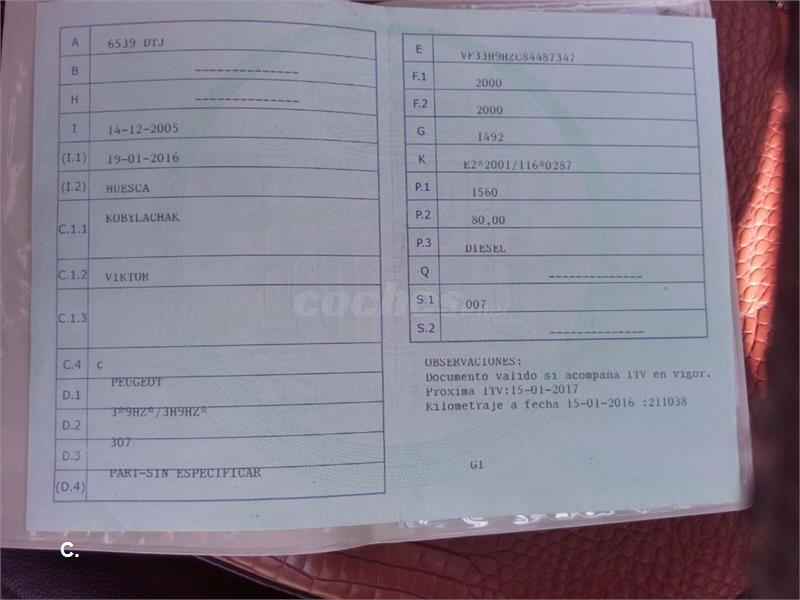 A 6539 DTJ
B --------------
H --------------
I 14-12-2005
(I.1) 19-01-2016
(I.2) HUESCA
C.1.1 KOBYLACHAK
C.1.2 VIKTOR
C.1.3
C.4 C
D.1 PEUGEOT
D.2 3*9HZ*/3H9HZ*
D.3 307
(D.4) PART-SIN ESPECIFICAR
E VF33H9HZC84487347
F.1 2000
F.2 2000
G 1492
K E2*2001/116*0287
P.1 1560
P.2 80,00
P.3 DIESEL
Q --------------
S.1 007
S.2 --------------
OBSERVACIONES:
Documento valido si acompaña ITV en vigor.
Proxima ITV:15-01-2017
Kilometraje a fecha 15-01-2016 :211038
GI
coches.net
C.